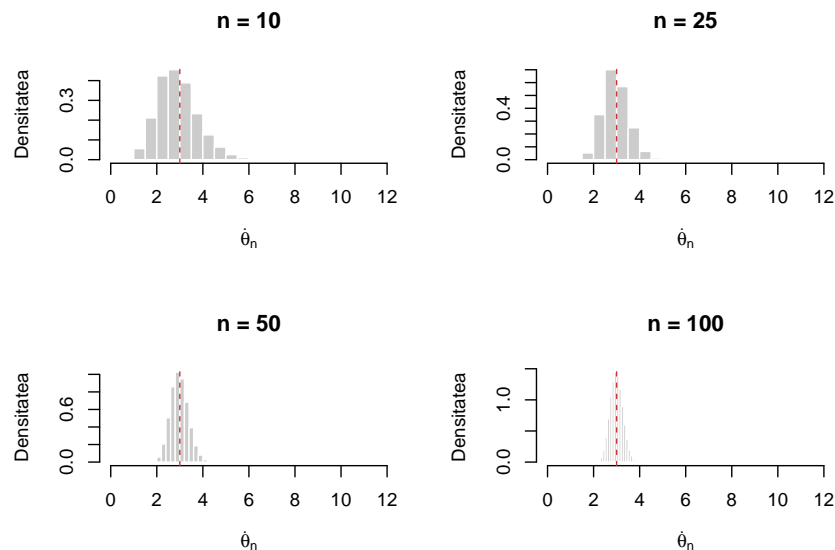 n = 10
Densitatea
0.0 0.3
0 2 4 6 8 10 12
θ̇n
n = 25
Densitatea
0.0 0.4
0 2 4 6 8 10 12
θ̇n
n = 50
Densitatea
0.0 0.6
0 2 4 6 8 10 12
θ̇n
n = 100
Densitatea
0.0 1.0
0 2 4 6 8 10 12
θ̇n